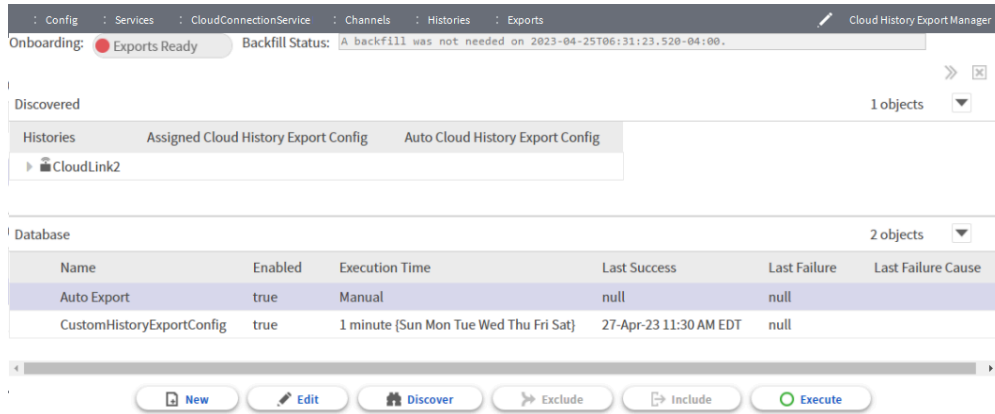 : Config : Services : CloudConnectionService : Channels : Histories : Exports Cloud History Export Manager
Onboarding: Exports Ready Backfill Status: A backfill was not needed on 2023-04-25T06:31:23.520-04:00.
Discovered 1 objects
Histories Assigned Cloud History Export Config Auto Cloud History Export Config
CloudLink2
Database 2 objects
Name Enabled Execution Time Last Success Last Failure Last Failure Cause
Auto Export true Manual null null
CustomHistoryExportConfig true 1 minute {Sun Mon Tue Wed Thu Fri Sat} 27-Apr-23 11:30 AM EDT null
New Edit Discover Exclude Include Execute